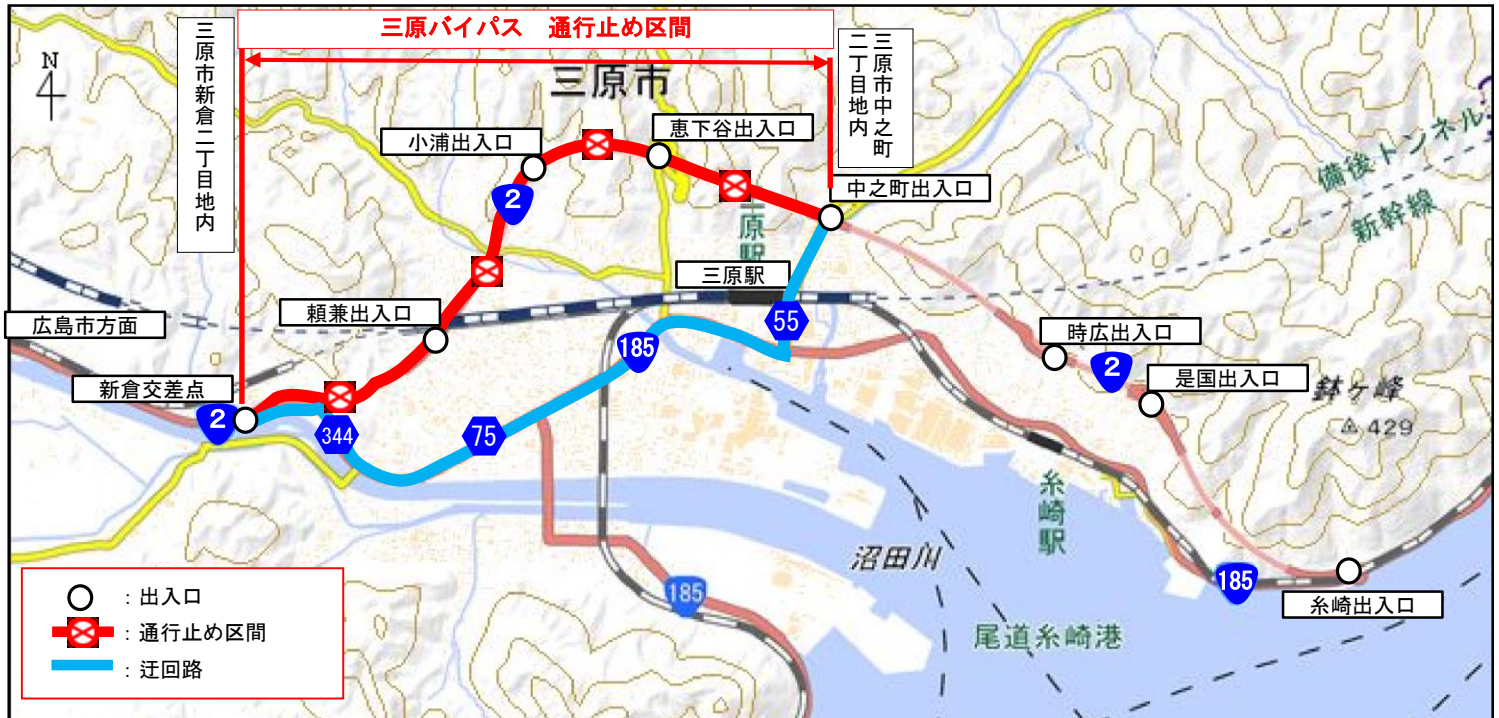 三原バイパス 通行止め区間
三原市新倉二丁目地内
三原市中之町
二丁目地内
N
三原市
小浦出入口
恵下谷出入口
中之町出入口
備後トンネル
新幹線
2
三原駅
三原駅
頼兼出入口
広島市方面
55
185
時広出入口
2
是国出入口
新倉交差点
2
344
75
鉢ヶ峰
429
糸崎駅
沼田川
185
185
糸崎出入口
尾道糸崎港
：出入口
：通行止め区間
：迂回路